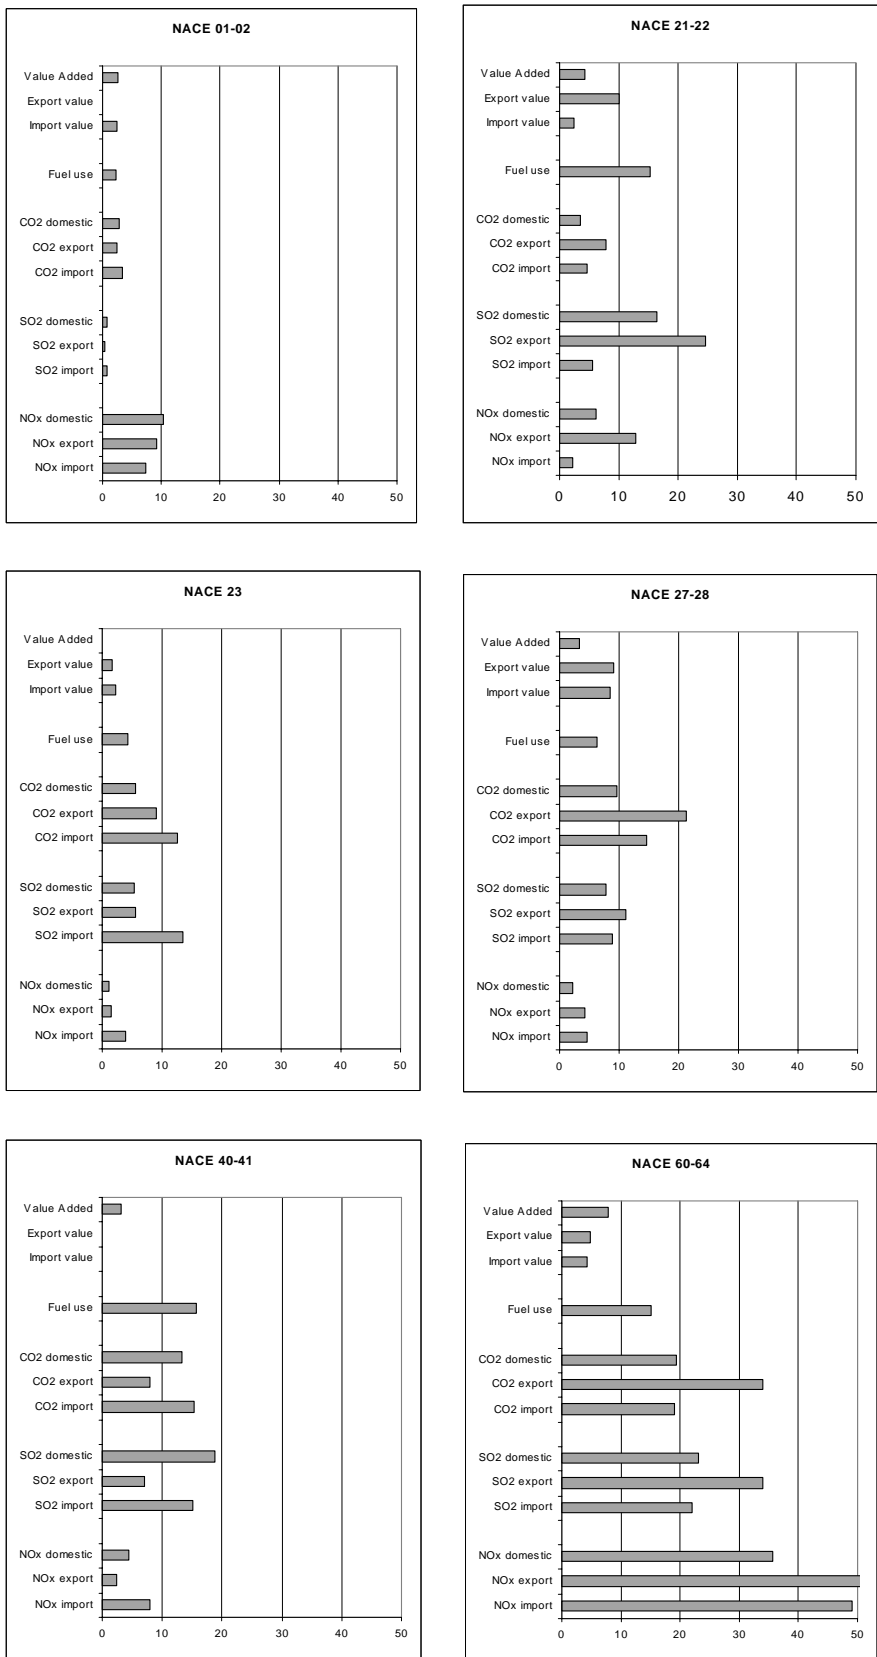 NACE 01-02
Value Added
Export value
Import value
Fuel use
CO2 domestic
CO2 export
CO2 import
SO2 domestic
SO2 export
SO2 import
NOx domestic
NOx export
NOx import
0 10 20 30 40 50
NACE 21-22
Value Added
Export value
Import value
Fuel use
CO2 domestic
CO2 export
CO2 import
SO2 domestic
SO2 export
SO2 import
NOx domestic
NOx export
NOx import
0 10 20 30 40 50
NACE 23
Value Added
Export value
Import value
Fuel use
CO2 domestic
CO2 export
CO2 import
SO2 domestic
SO2 export
SO2 import
NOx domestic
NOx export
NOx import
0 10 20 30 40 50
NACE 27-28
Value Added
Export value
Import value
Fuel use
CO2 domestic
CO2 export
CO2 import
SO2 domestic
SO2 export
SO2 import
NOx domestic
NOx export
NOx import
0 10 20 30 40 50
NACE 40-41
Value Added
Export value
Import value
Fuel use
CO2 domestic
CO2 export
CO2 import
SO2 domestic
SO2 export
SO2 import
NOx domestic
NOx export
NOx import
0 10 20 30 40 50
NACE 60-64
Value Added
Export value
Import value
Fuel use
CO2 domestic
CO2 export
CO2 import
SO2 domestic
SO2 export
SO2 import
NOx domestic
NOx export
NOx import
0 10 20 30 40 50